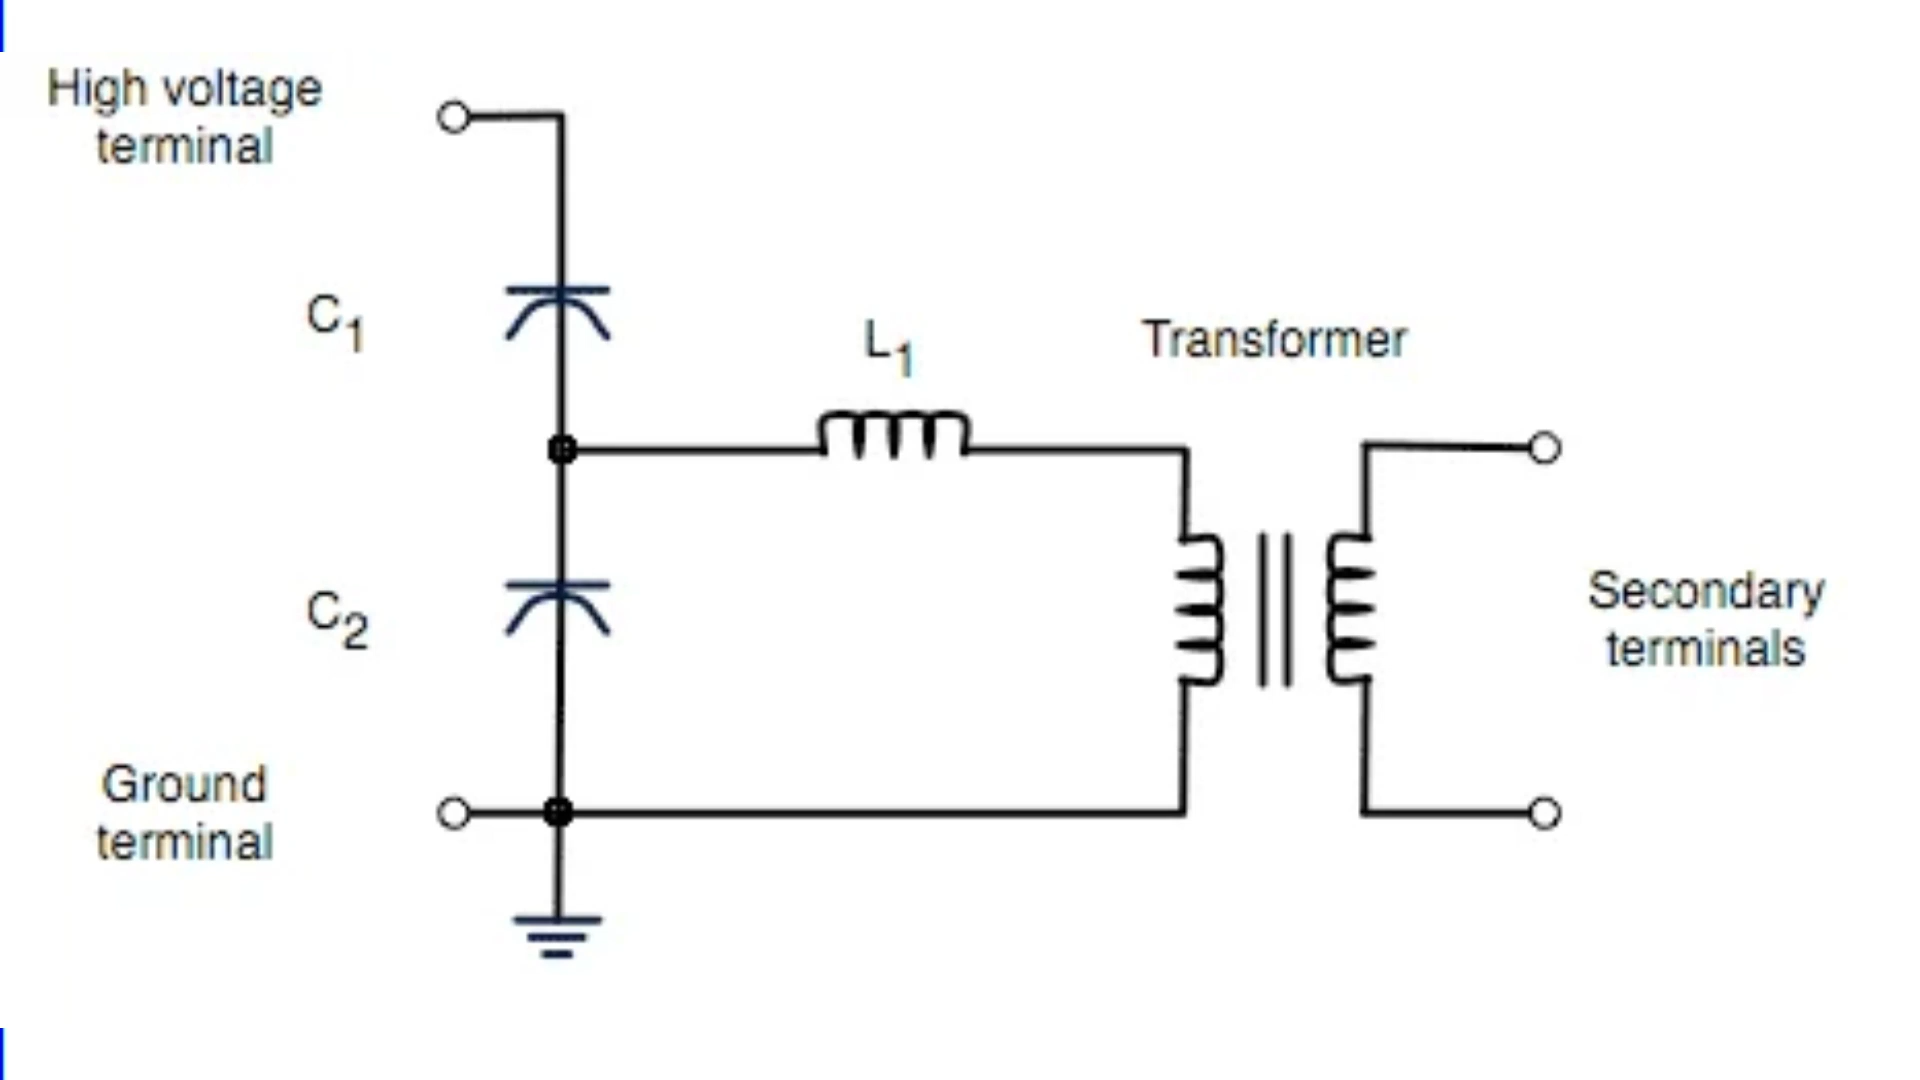 High voltage
terminal
C1
L1
Transformer
C2
Secondary
terminals
Ground
terminal